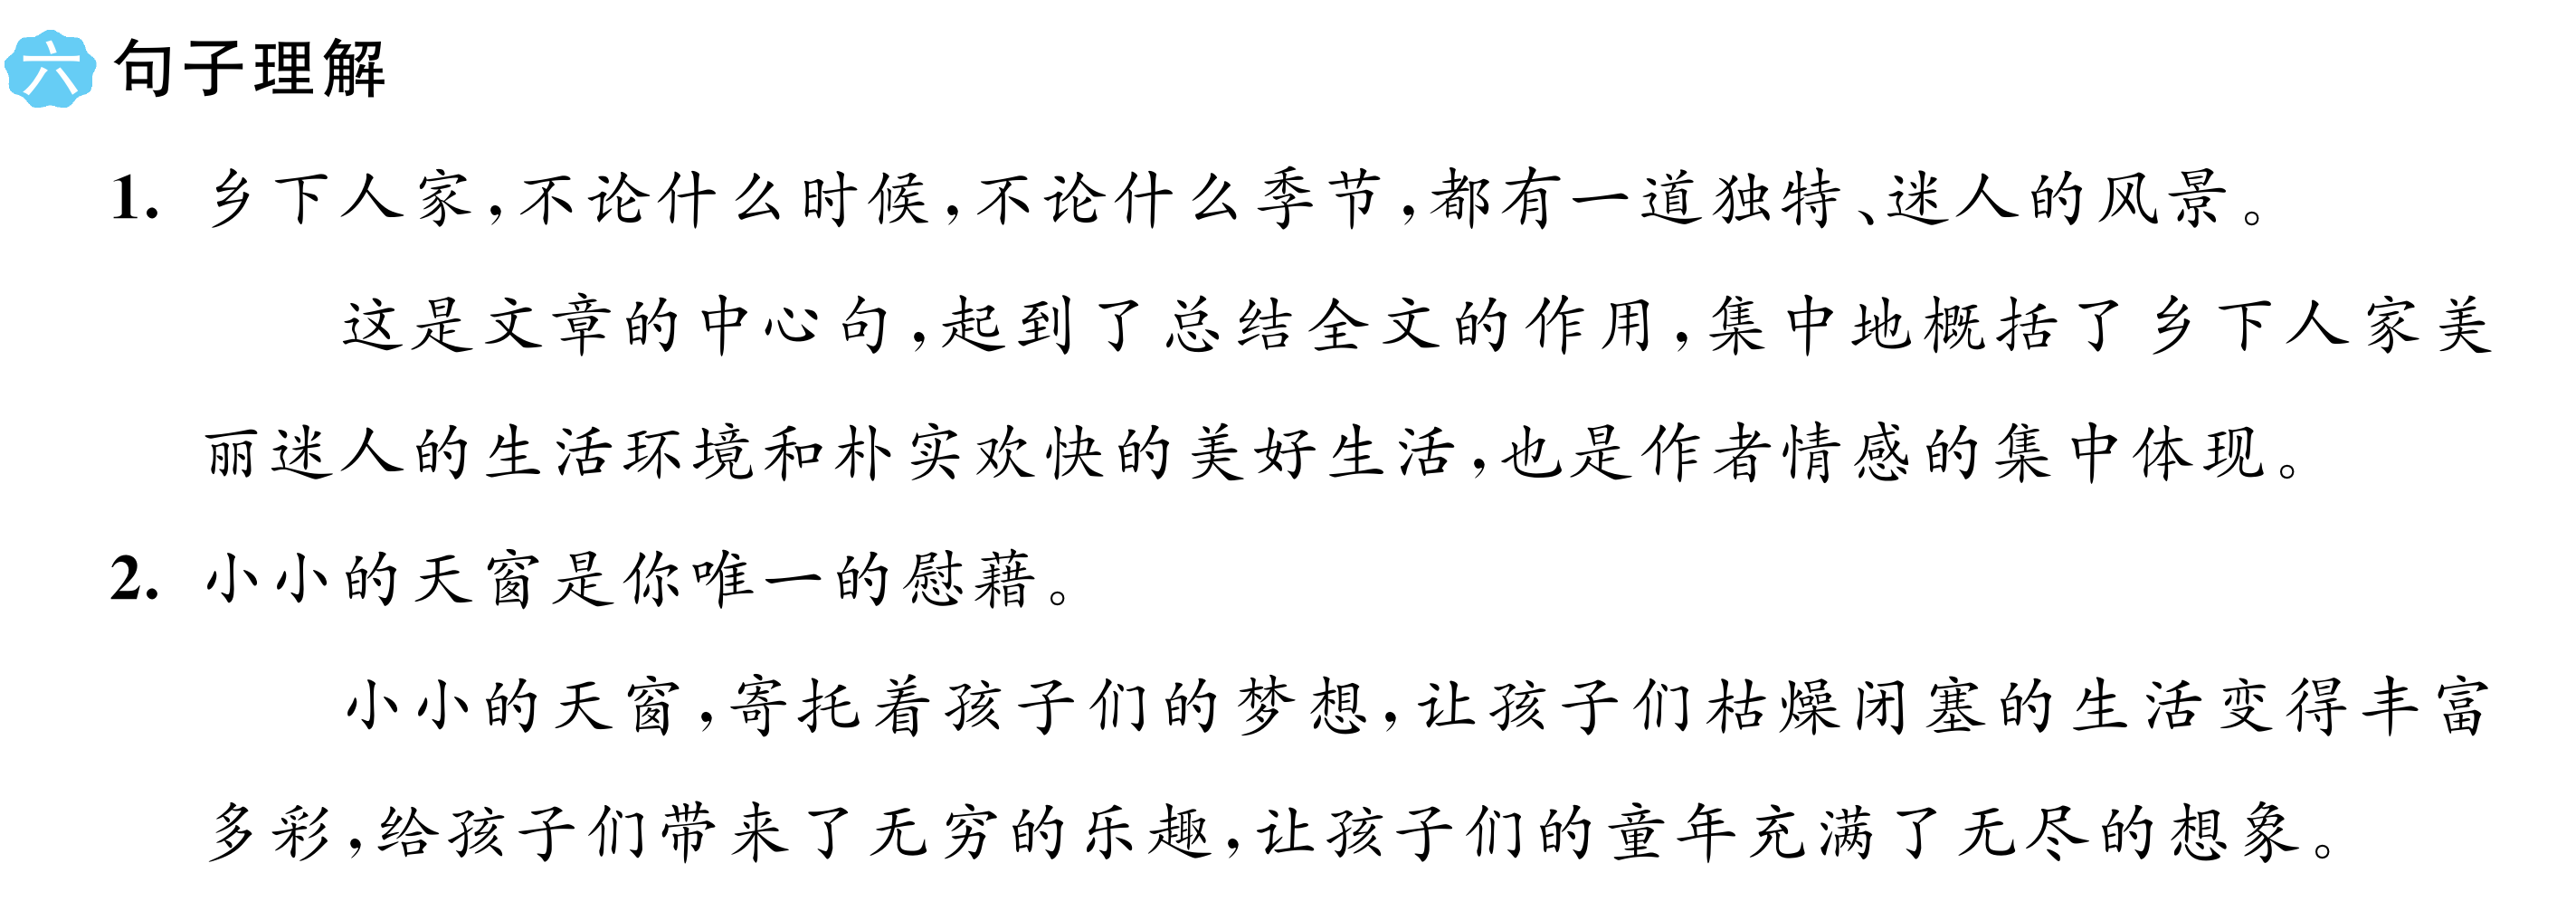 六 句子理解
1. 乡下人家,不论什么时候,不论什么季节,都有一道独特、迷人的风景。
这是文章的中心句,起到了总结全文的作用,集中地概括了乡下人家美
丽迷人的生活环境和朴实欢快的美好生活,也是作者情感的集中体现。
2. 小小的天窗是你唯一的慰藉。
小小的天窗,寄托着孩子们的梦想,让孩子们枯燥闭塞的生活变得丰富
多彩,给孩子们带来了无穷的乐趣,让孩子们的童年充满了无尽的想象。